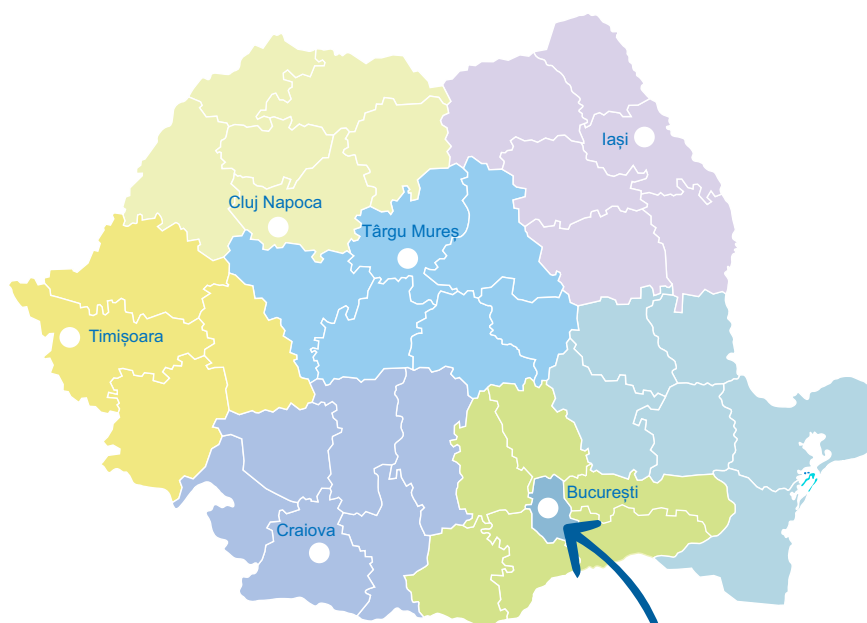 Iași
Cluj Napoca
Târgu Mureș
Timișoara
București
Craiova